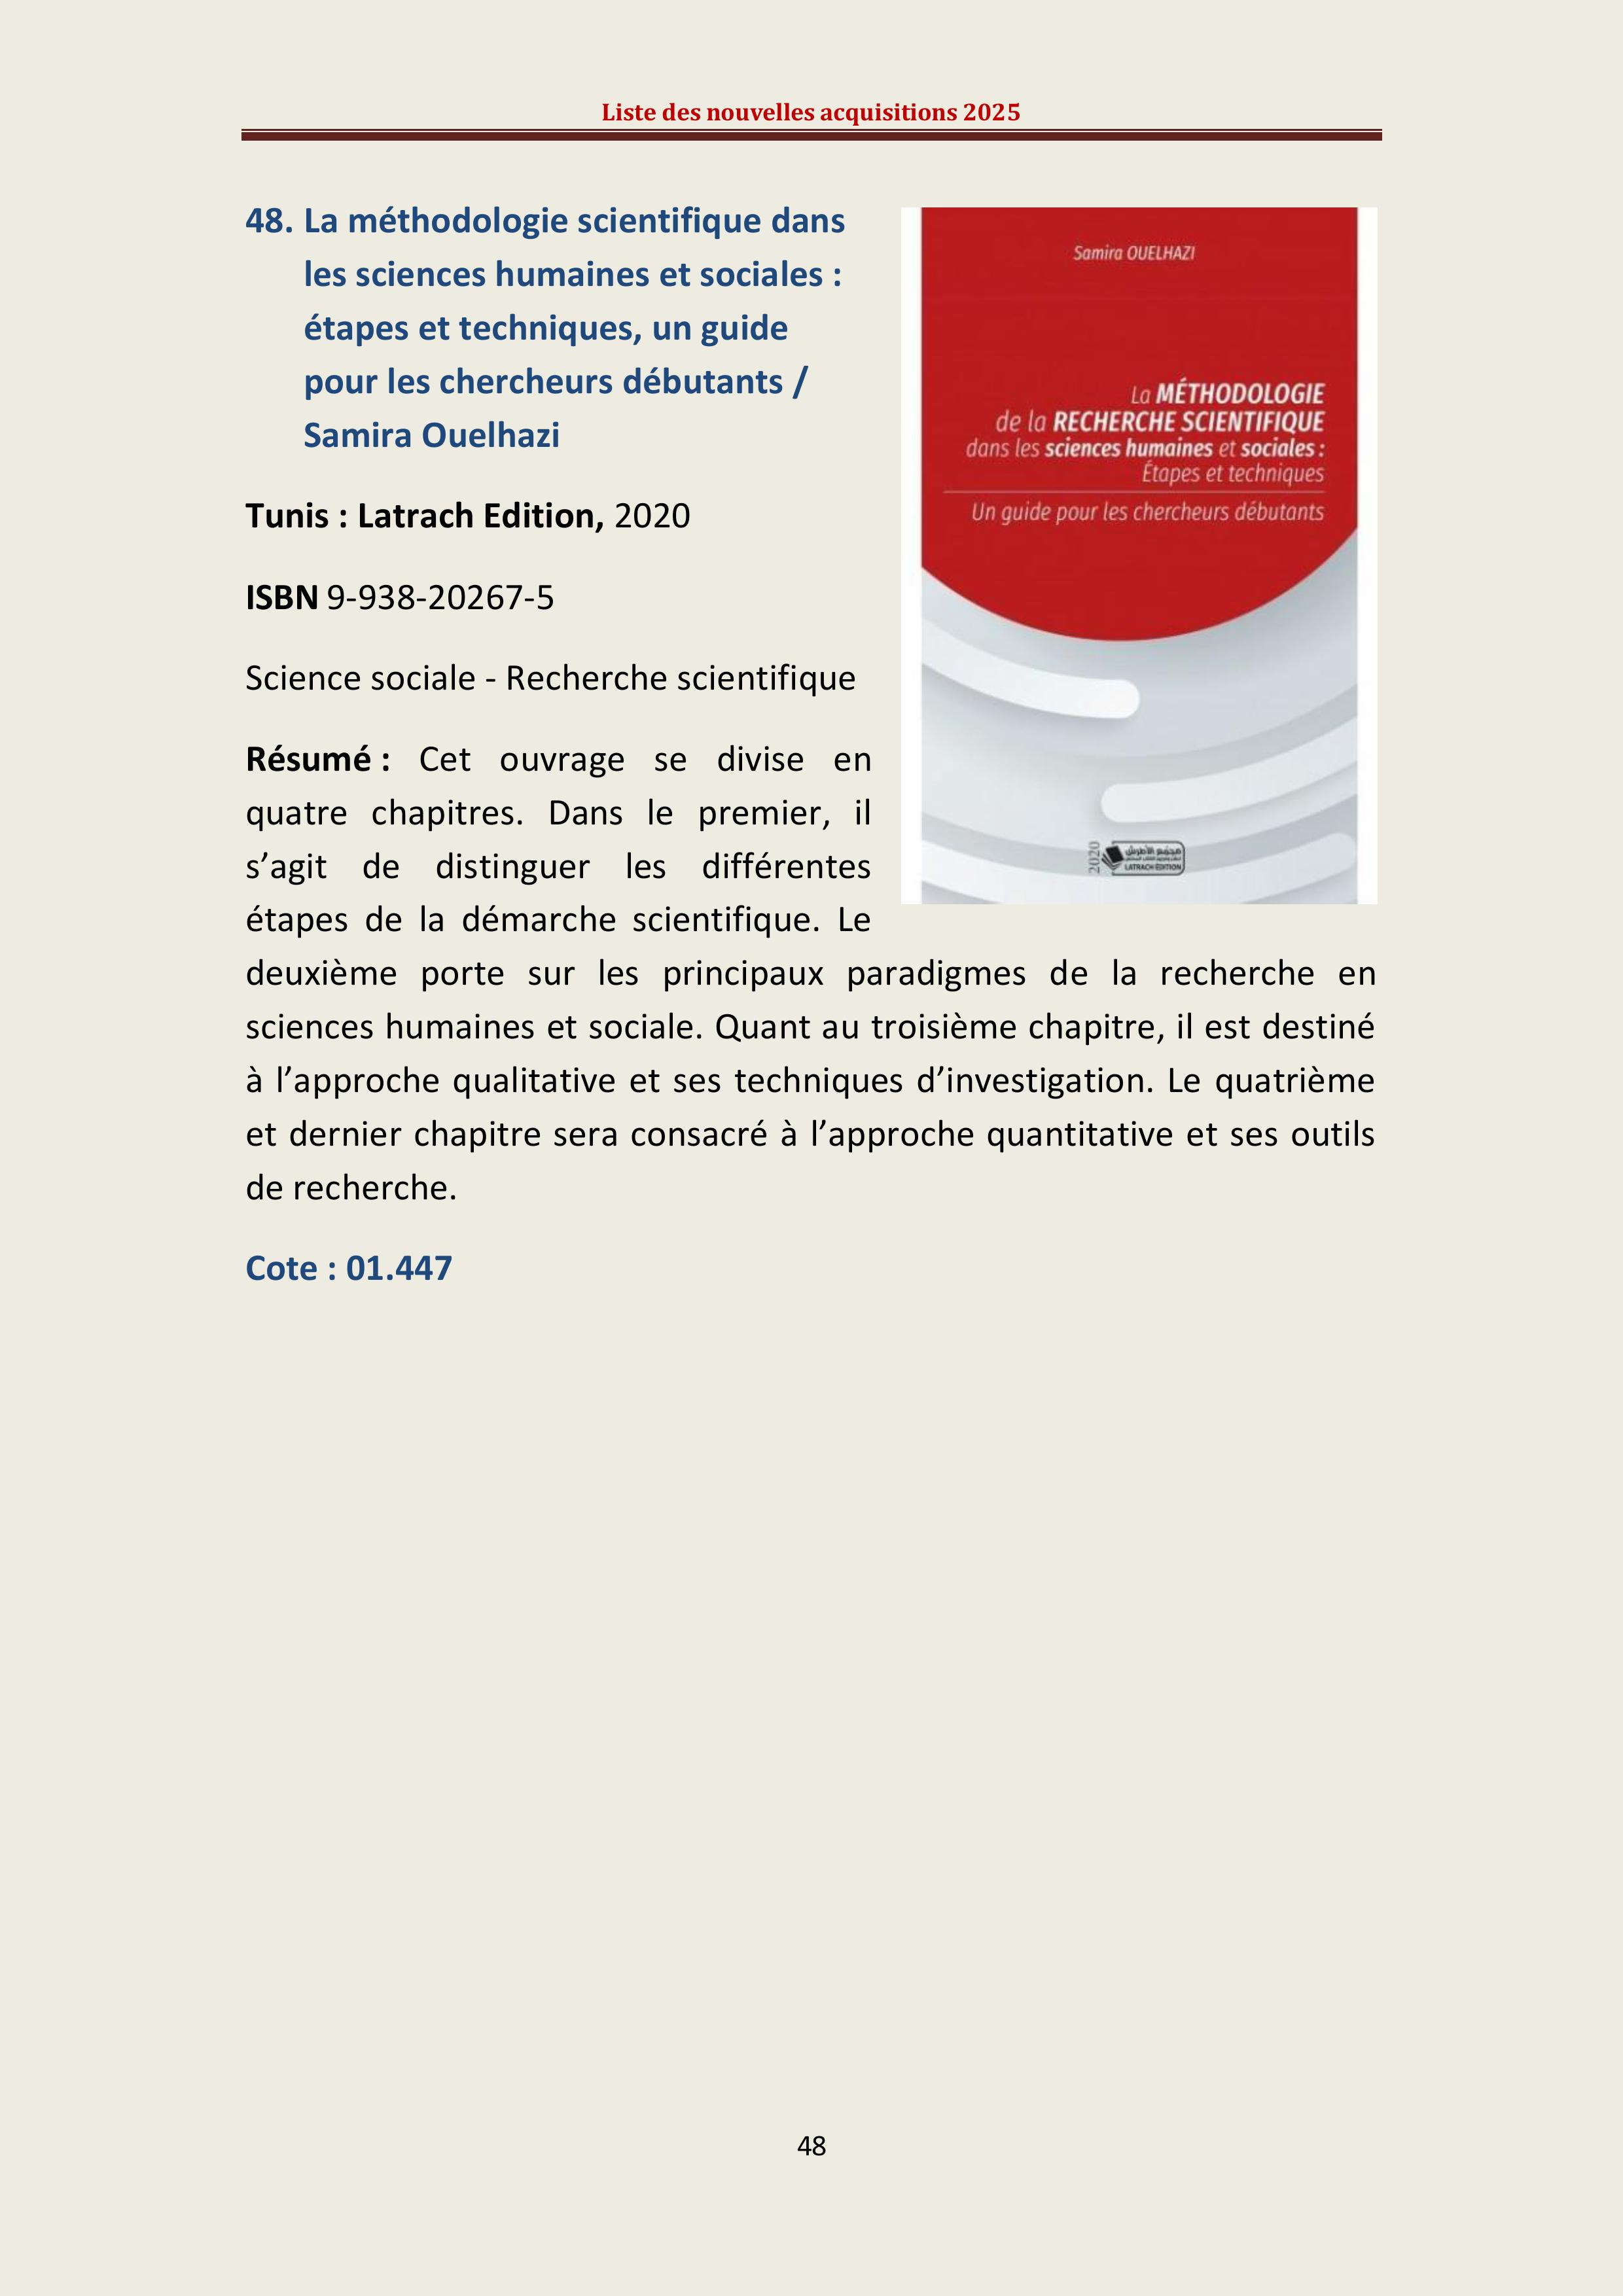 Liste des nouvelles acquisitions 2025
48. La méthodologie scientifique dans
les sciences humaines et sociales :
étapes et techniques, un guide
pour les chercheurs débutants /
Samira Ouelhazi
Tunis : Latrach Edition, 2020
ISBN 9-938-20267-5
Science sociale - Recherche scientifique
Résumé : Cet ouvrage se divise en
quatre chapitres. Dans le premier, il
s’agit de distinguer les différentes
étapes de la démarche scientifique. Le
deuxième porte sur les principaux paradigmes de la recherche en
sciences humaines et sociale. Quant au troisième chapitre, il est destiné
à l’approche qualitative et ses techniques d’investigation. Le quatrième
et dernier chapitre sera consacré à l’approche quantitative et ses outils
de recherche.
Cote : 01.447
Samira OUELHAZI
La MÉTHODOLOGIE
de la RECHERCHE SCIENTIFIQUE
dans les sciences humaines et sociales :
Étapes et techniques
Un guide pour les chercheurs débutants
2020
مجمع الأطرش
LATRACH EDITION
48